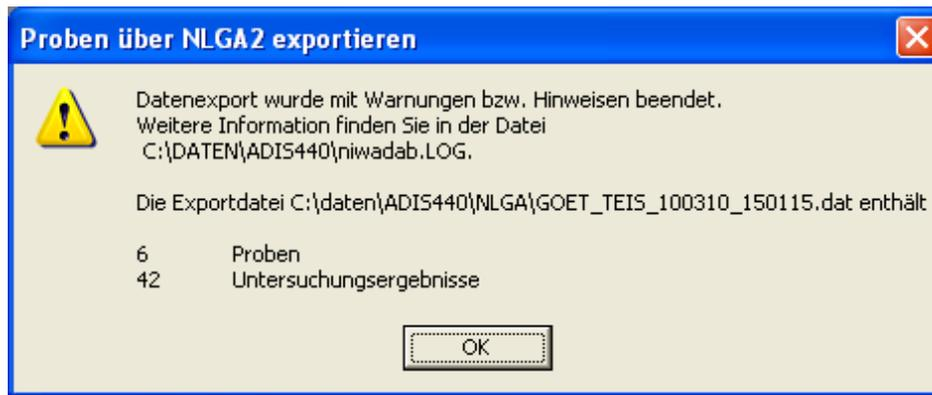 Proben über NLGA2 exportieren
Datenexport wurde mit Warnungen bzw. Hinweisen beendet.
Weitere Information finden Sie in der Datei
C:\DATEN\ADIS440\niwadab.LOG.
Die Exportdatei C:\daten\ADIS440\NLGA\GOET_TEIS_100310_150115.dat enthält
6 Proben
42 Untersuchungsergebnisse
OK